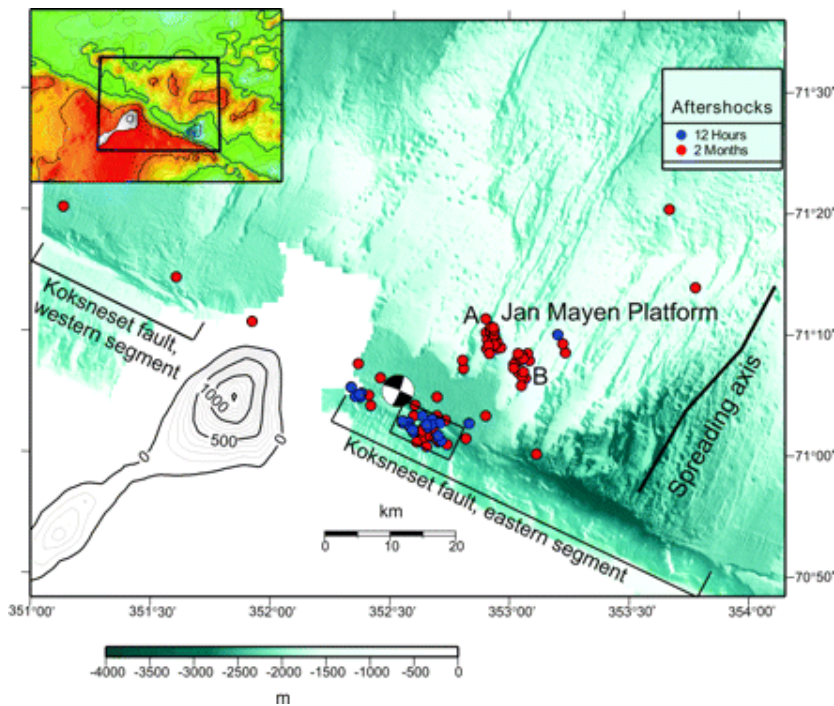 71°30'
Aftershocks
12 Hours
2 Months
71°20'
Koksneset fault,
western segment
A
Jan Mayen Platform
71°10'
B
1000
500
0
0
Spreading axis
71°00'
Koksneset fault, eastern segment
km
0 10 20
70°50'
351°00' 351°30' 352°00' 352°30' 353°00' 353°30' 354°00'
-4000 -3500 -3000 -2500 -2000 -1500 -1000 -500 0
m